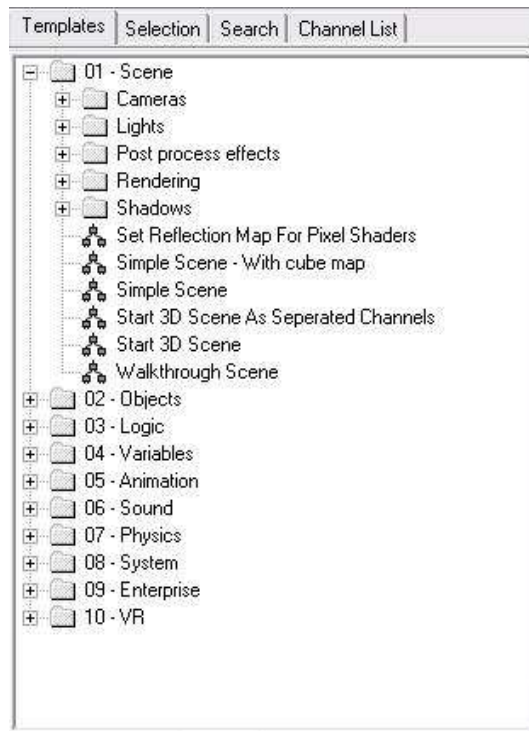 Templates Selection Search Channel List
01 - Scene
Cameras
Lights
Post process effects
Rendering
Shadows
Set Reflection Map For Pixel Shaders
Simple Scene - With cube map
Simple Scene
Start 3D Scene As Seperated Channels
Start 3D Scene
Walkthrough Scene
02 - Objects
03 - Logic
04 - Variables
05 - Animation
06 - Sound
07 - Physics
08 - System
09 - Enterprise
10 - VR